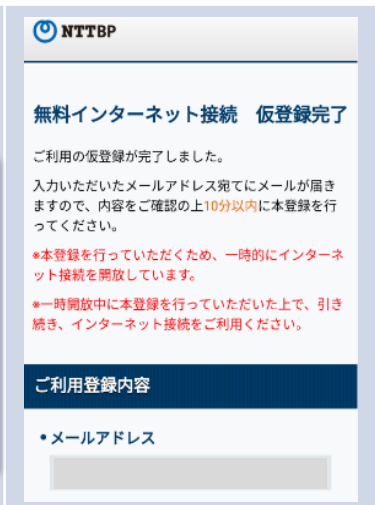 NTTBP
無料インターネット接続　仮登録完了
ご利用の仮登録が完了しました。
入力いただいたメールアドレス宛てにメールが届き
ますので、内容をご確認の上10分以内に本登録を行
ってください。
※本登録を行っていただくため、一時的にインターネ
ット接続を開放しています。
※一時開放中に本登録を行っていただいた上で、引き
続き、インターネット接続をご利用ください。
ご利用登録内容
•メールアドレス